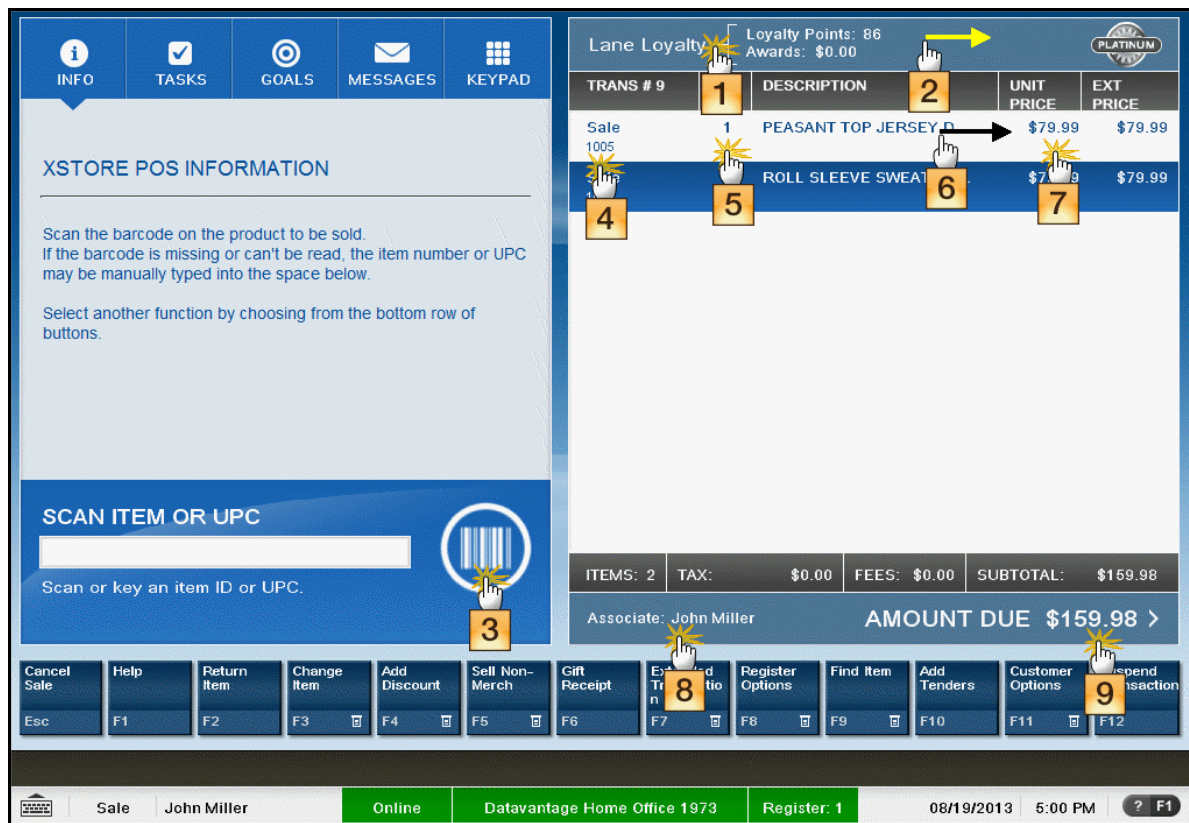 INFO
TASKS
GOALS
MESSAGES
KEYPAD
XSTORE POS INFORMATION
Scan the barcode on the product to be sold.
If the barcode is missing or can't be read, the item number or UPC
may be manually typed into the space below.
Select another function by choosing from the bottom row of
buttons.
SCAN ITEM OR UPC
Scan or key an item ID or UPC.
3
Lane Loyalty
Loyalty Points: 86
Awards: $0.00
PLATINUM
1
2
TRANS # 9
DESCRIPTION
UNIT PRICE
EXT PRICE
Sale 1 PEASANT TOP JERSEY D $79.99 $79.99
1005
ROLL SLEEVE SWEAT $79.99
4
5
6
7
ITEMS: 2 TAX: $0.00 FEES: $0.00 SUBTOTAL: $159.98
Associate: John Miller
AMOUNT DUE $159.98 >
8
9
Cancel Sale
Esc
Help
F1
Return Item
F2
Change Item
F3
Add Discount
F4
Sell Non-Merch
F5
Gift Receipt
F6
F7
Register Options
F8
Find Item
F9
Add Tenders
F10
Customer Options
F11
F12
Sale John Miller Online Datavantage Home Office 1973 Register: 1 08/19/2013 5:00 PM ? F1